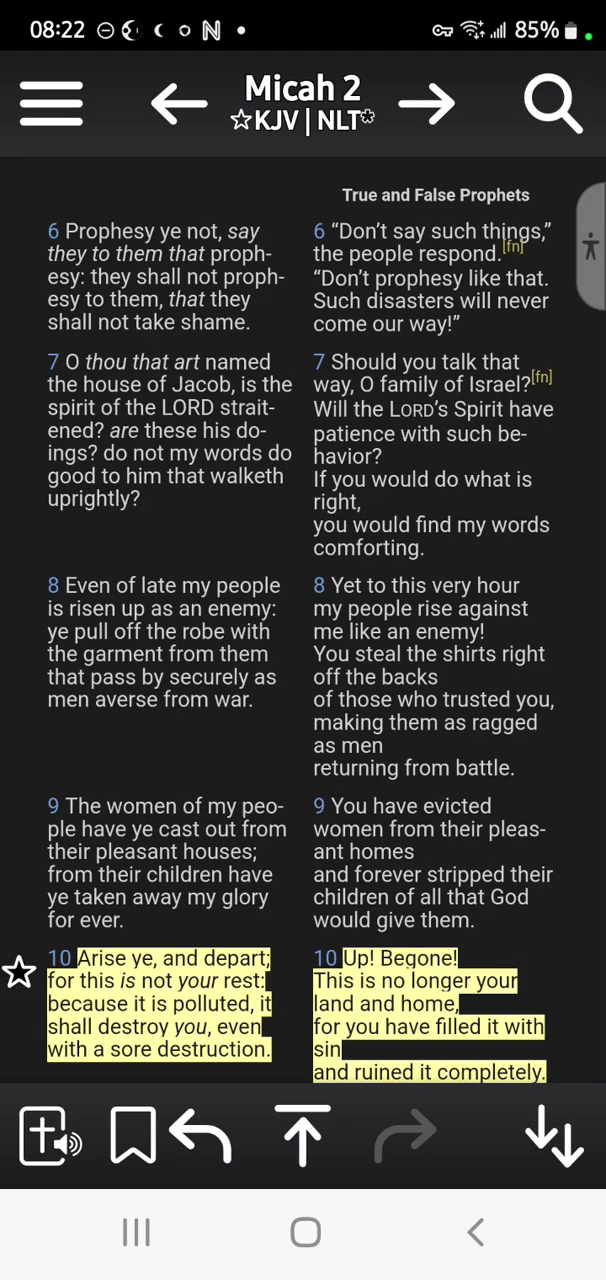 08:22
85%
Micah 2
☆KJV | NLT*
True and False Prophets
6 Prophesy ye not, say
they to them that proph-
esy: they shall not proph-
esy to them, that they
shall not take shame.
6 “Don’t say such things,”
the people respond.[fn]
“Don’t prophesy like that.
Such disasters will never
come our way!”
7 O thou that art named
the house of Jacob, is the
spirit of the LORD strait-
ened? are these his do-
ings? do not my words do
good to him that walketh
uprightly?
7 Should you talk that
way, O family of Israel?[fn]
Will the LORD’s Spirit have
patience with such be-
havior?
If you would do what is
right,
you would find my words
comforting.
8 Even of late my people
is risen up as an enemy:
ye pull off the robe with
the garment from them
that pass by securely as
men averse from war.
8 Yet to this very hour
my people rise against
me like an enemy!
You steal the shirts right
off the backs
of those who trusted you,
making them as ragged
as men
returning from battle.
9 The women of my peo-
ple have ye cast out from
their pleasant houses;
from their children have
ye taken away my glory
for ever.
9 You have evicted
women from their pleas-
ant homes
and forever stripped their
children of all that God
would give them.
10 Arise ye, and depart;
for this is not your rest:
because it is polluted, it
shall destroy you, even
with a sore destruction.
10 Up! Begone!
This is no longer your
land and home,
for you have filled it with
sin
and ruined it completely.